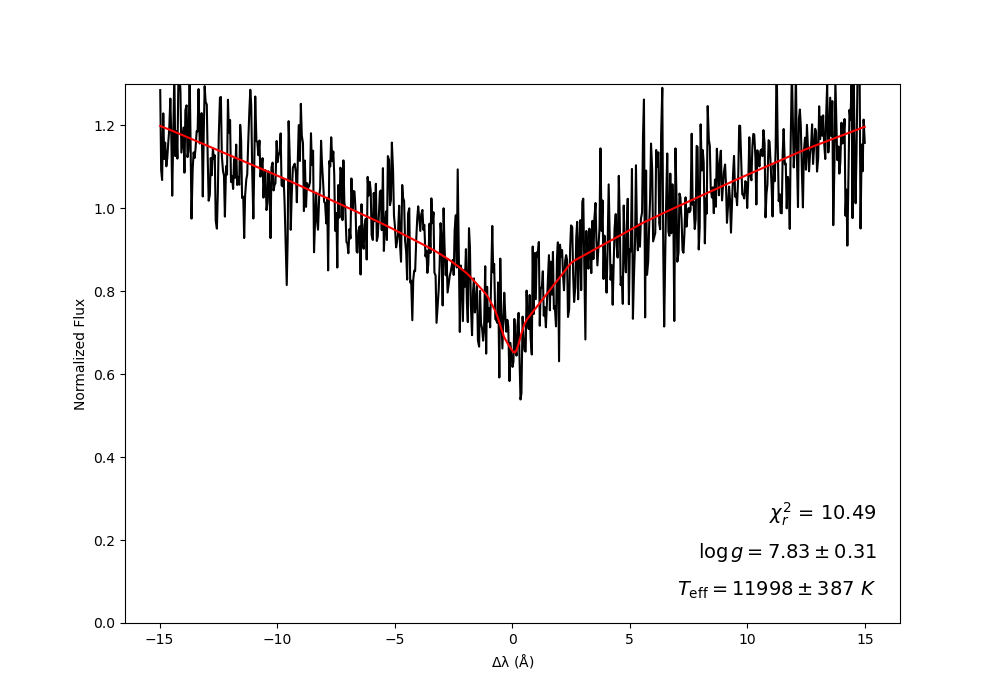 1.2
1.0
0.8
0.6
0.4
0.2
0.0
Normalized Flux
χ²ᵣ = 10.49
log g = 7.83 ± 0.31
T_eff = 11998 ± 387 K
−15 −10 −5 0 5 10 15
Δλ (Å)